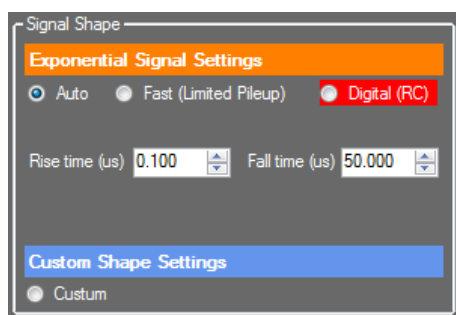 Signal Shape
Exponential Signal Settings
Auto Fast (Limited Pileup) Digital (RC)
Rise time (us) 0.100 Fall time (us) 50.000
Custom Shape Settings
Custum